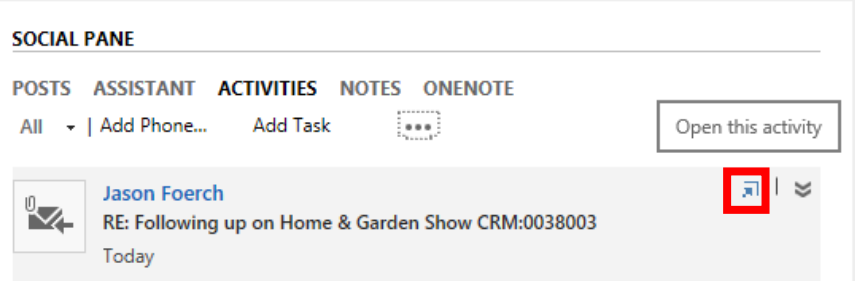 SOCIAL PANE
POSTS ASSISTANT ACTIVITIES NOTES ONENOTE
All | Add Phone... Add Task ...
Open this activity
Jason Foerch
RE: Following up on Home & Garden Show CRM:0038003
Today